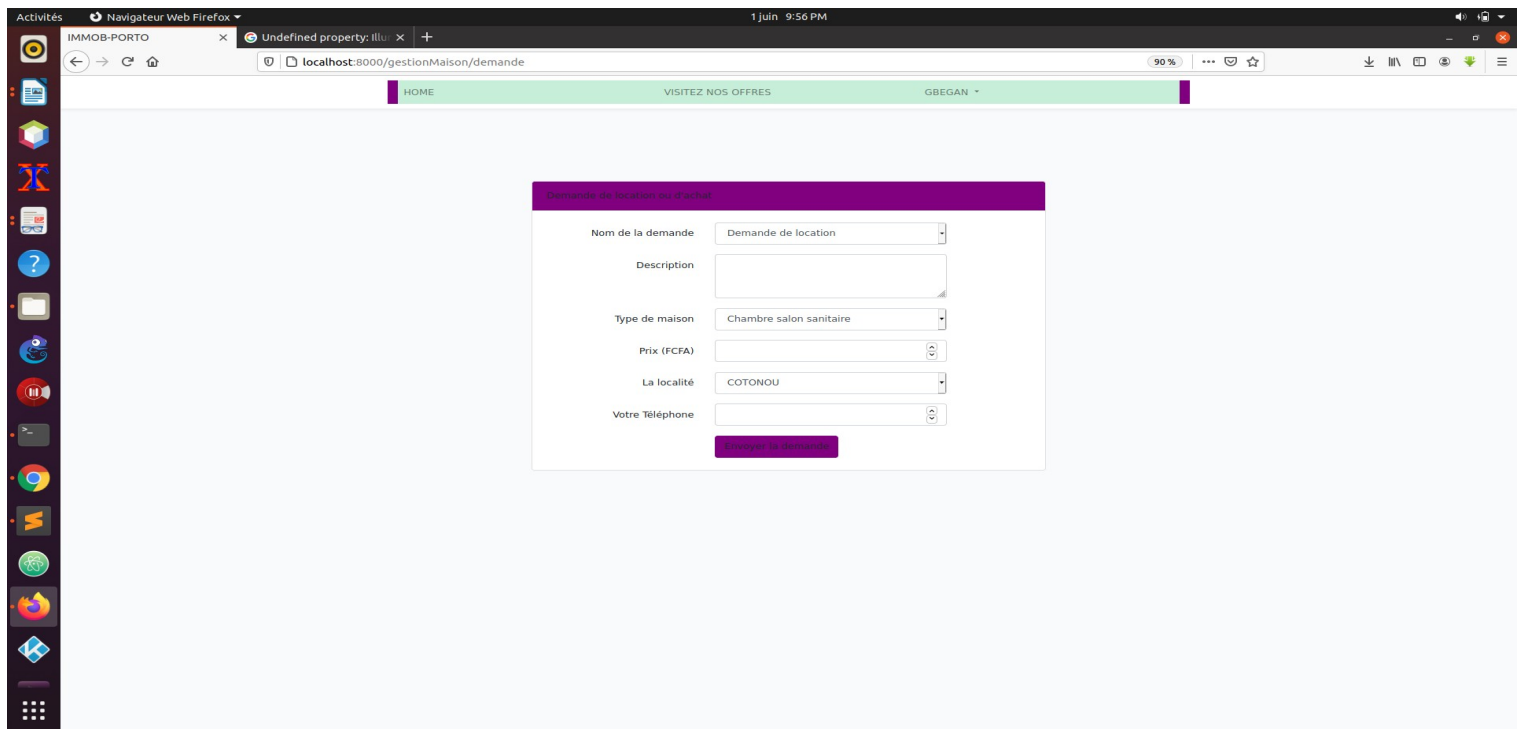 Activités Navigateur Web Firefox 1 juin 9:56 PM
IMMOB-PORTO Undefined property: Illu
localhost:8000/gestionMaison/demande 90 %
HOME VISITEZ NOS OFFRES GBEGAN
Demande de location ou d'achat
Nom de la demande Demande de location
Description
Type de maison Chambre salon sanitaire
Prix (FCFA)
La localité COTONOU
Votre Téléphone
Envoyer la demande